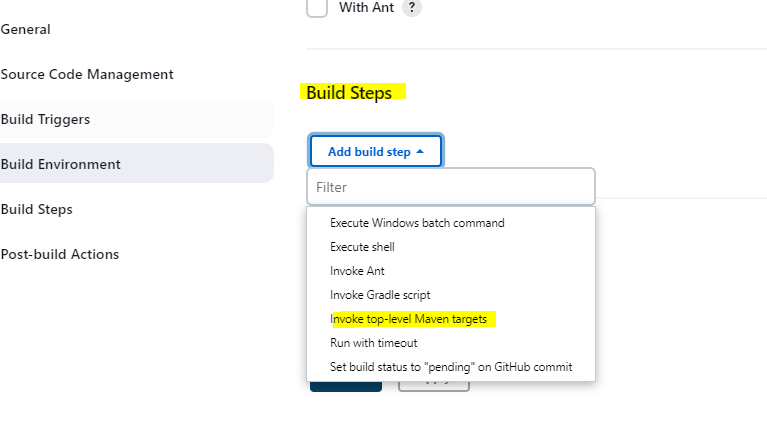 With Ant ?
General
Source Code Management
Build Triggers
Build Environment
Build Steps
Post-build Actions
Build Steps
Add build step
Filter
Execute Windows batch command
Execute shell
Invoke Ant
Invoke Gradle script
Invoke top-level Maven targets
Run with timeout
Set build status to "pending" on GitHub commit